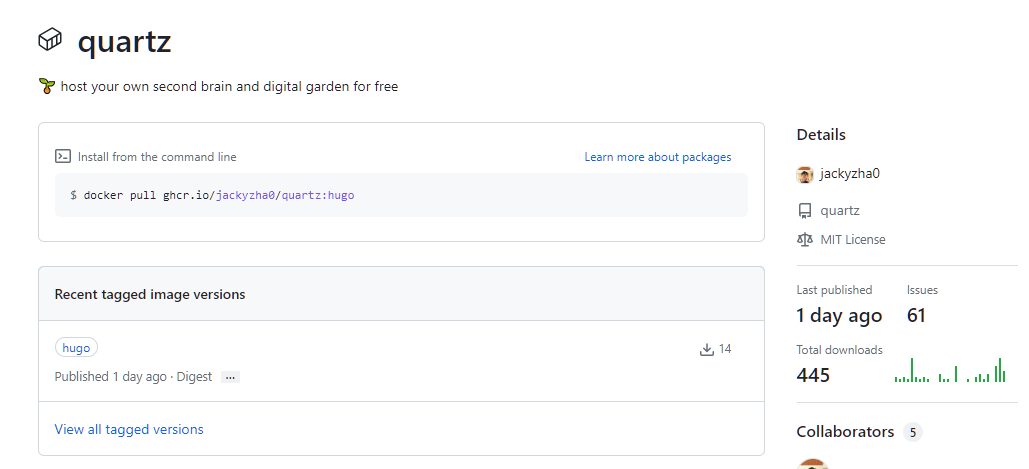 quartz
🌱 host your own second brain and digital garden for free
Install from the command line
Learn more about packages
$ docker pull ghcr.io/jackyzha0/quartz:hugo
Recent tagged image versions
hugo
14
Published 1 day ago · Digest ...
View all tagged versions
Details
jackyzha0
quartz
MIT License
Last published
1 day ago
Issues
61
Total downloads
445
Collaborators 5